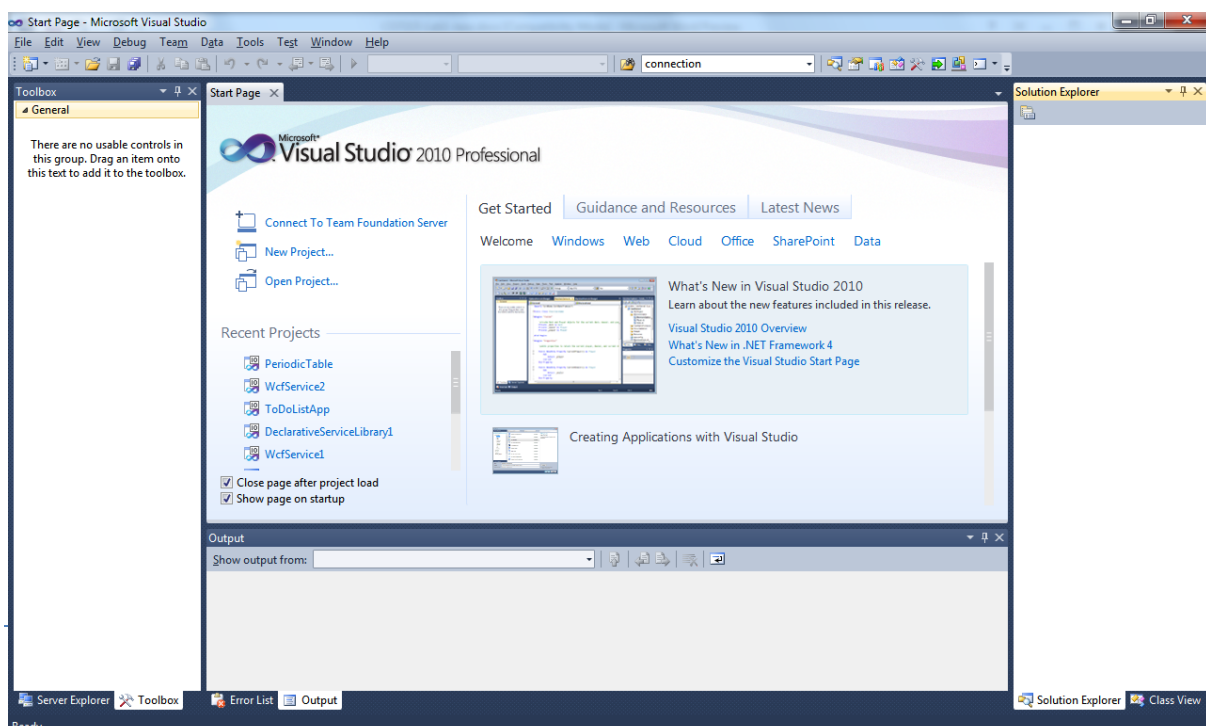 Start Page - Microsoft Visual Studio
File Edit View Debug Team Data Tools Test Window Help
connection
Toolbox
General
There are no usable controls in
this group. Drag an item onto
this text to add it to the toolbox.
Start Page
Microsoft
Visual Studio 2010 Professional
Connect To Team Foundation Server
New Project...
Open Project...
Recent Projects
PeriodicTable
WcfService2
ToDoListApp
DeclarativeServiceLibrary1
WcfService1
Close page after project load
Show page on startup
Get Started Guidance and Resources Latest News
Welcome Windows Web Cloud Office SharePoint Data
What's New in Visual Studio 2010
Learn about the new features included in this release.
Visual Studio 2010 Overview
What's New in .NET Framework 4
Customize the Visual Studio Start Page
Creating Applications with Visual Studio
Solution Explorer
Output
Show output from:
Server Explorer Toolbox
Error List Output
Solution Explorer Class View
Ready